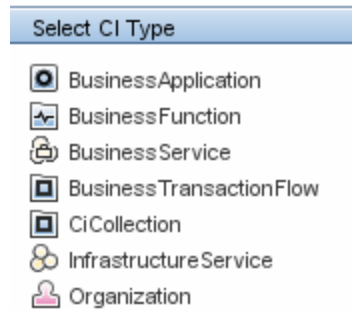 Select CI Type
BusinessApplication
BusinessFunction
BusinessService
BusinessTransactionFlow
CiCollection
InfrastructureService
Organization